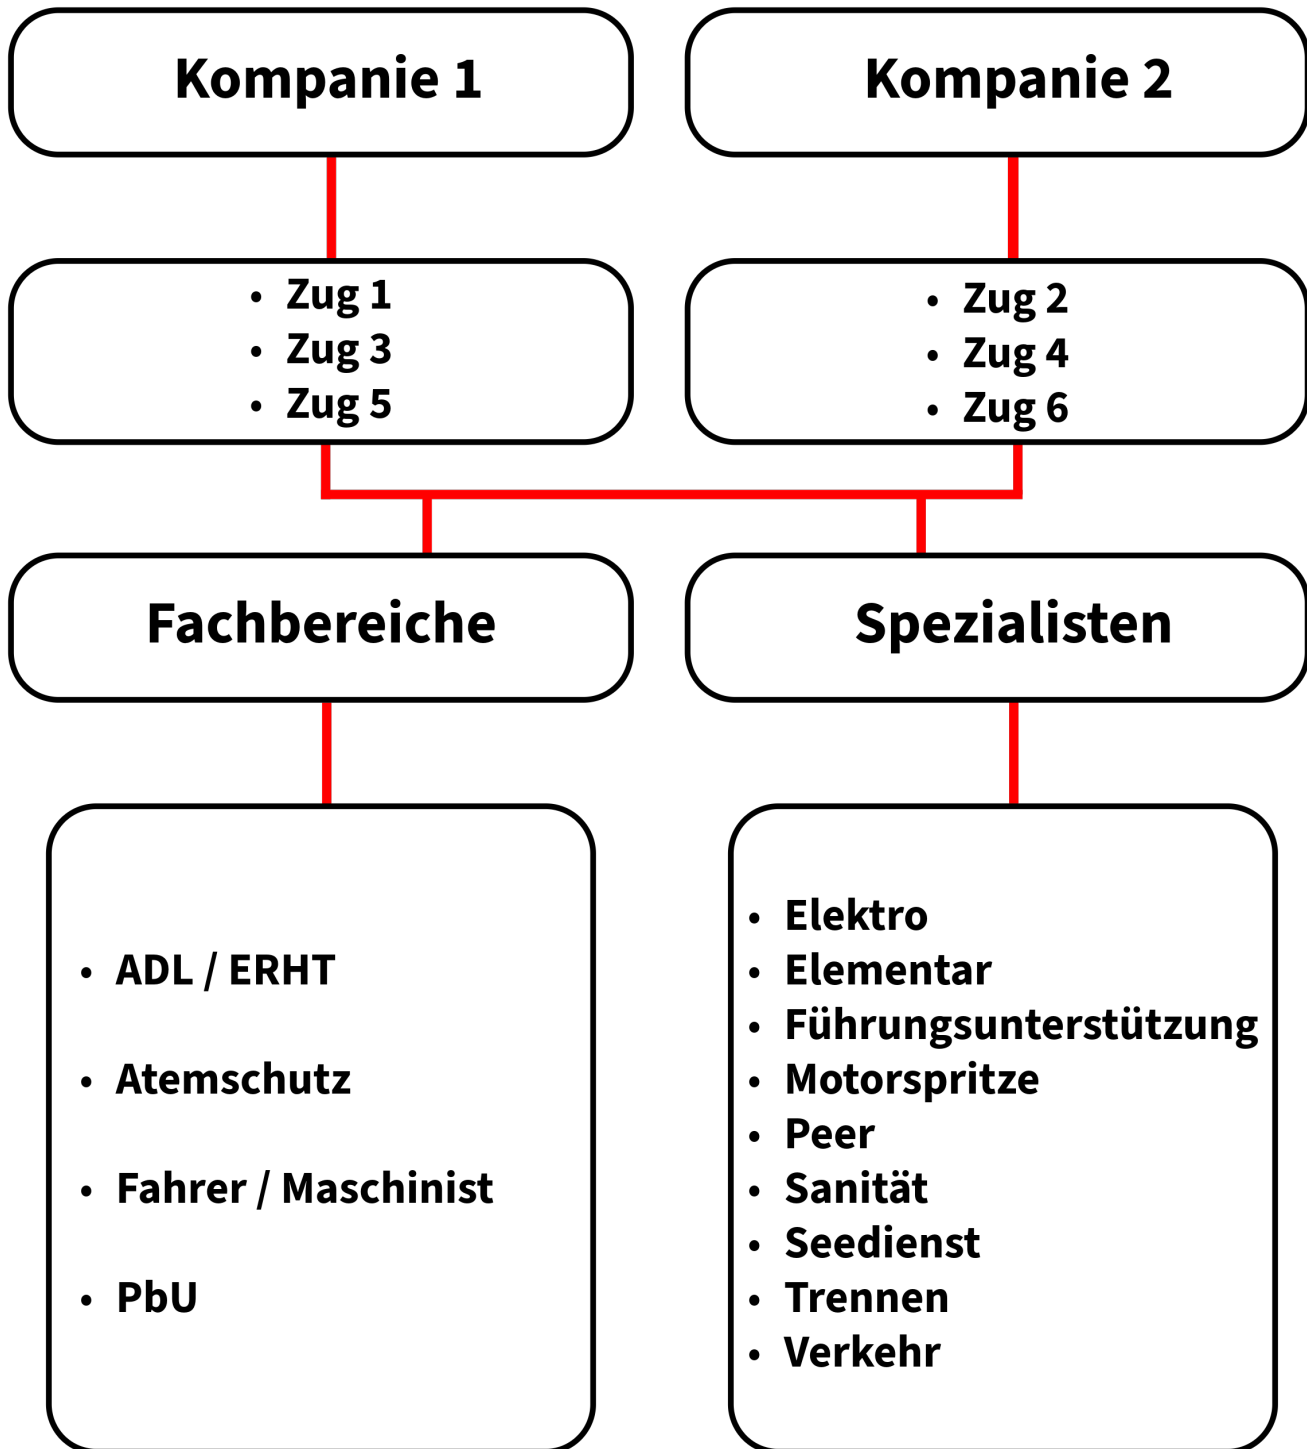 Kompanie 1
Kompanie 2
• Zug 1
• Zug 3
• Zug 5
• Zug 2
• Zug 4
• Zug 6
Fachbereiche
Spezialisten
• ADL / ERHT
• Atemschutz
• Fahrer / Maschinist
• PbU
• Elektro
• Elementar
• Führungsunterstützung
• Motorspritze
• Peer
• Sanität
• Seedienst
• Trennen
• Verkehr